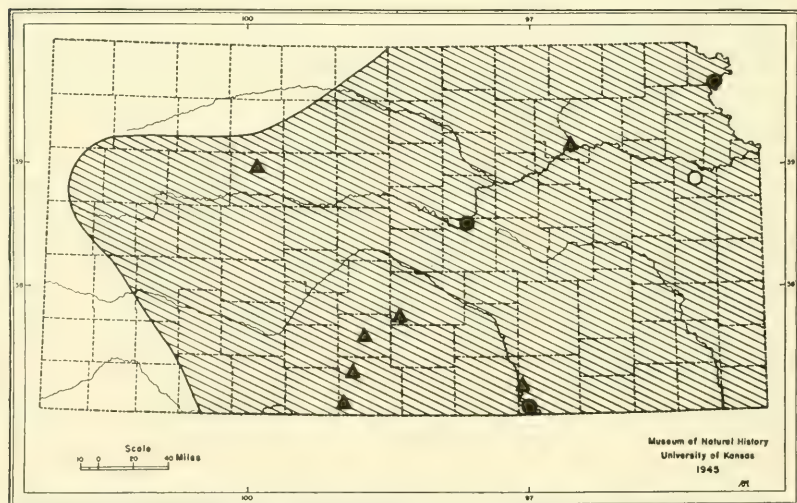 100 97
39 39
38 38
Scale
10 0 20 40 Miles
Museum of Natural History
University of Kansas
1945
100 97